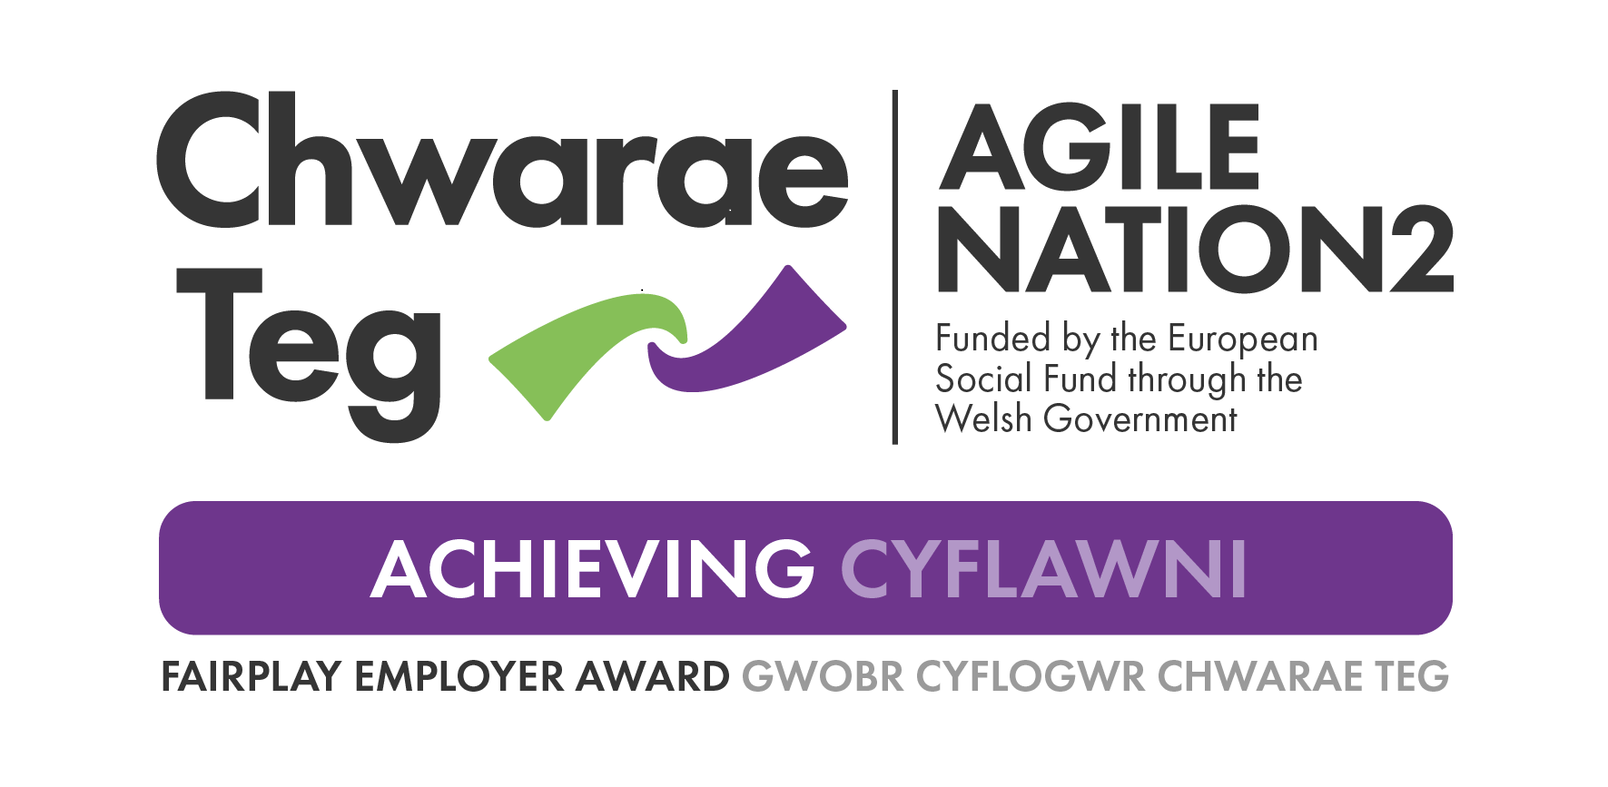 Chwarae
Teg
AGILE
NATION2
Funded by the European
Social Fund through the
Welsh Government
ACHIEVING CYFLAWNI
FAIRPLAY EMPLOYER AWARD GWOBR CYFLOGWR CHWARAE TEG